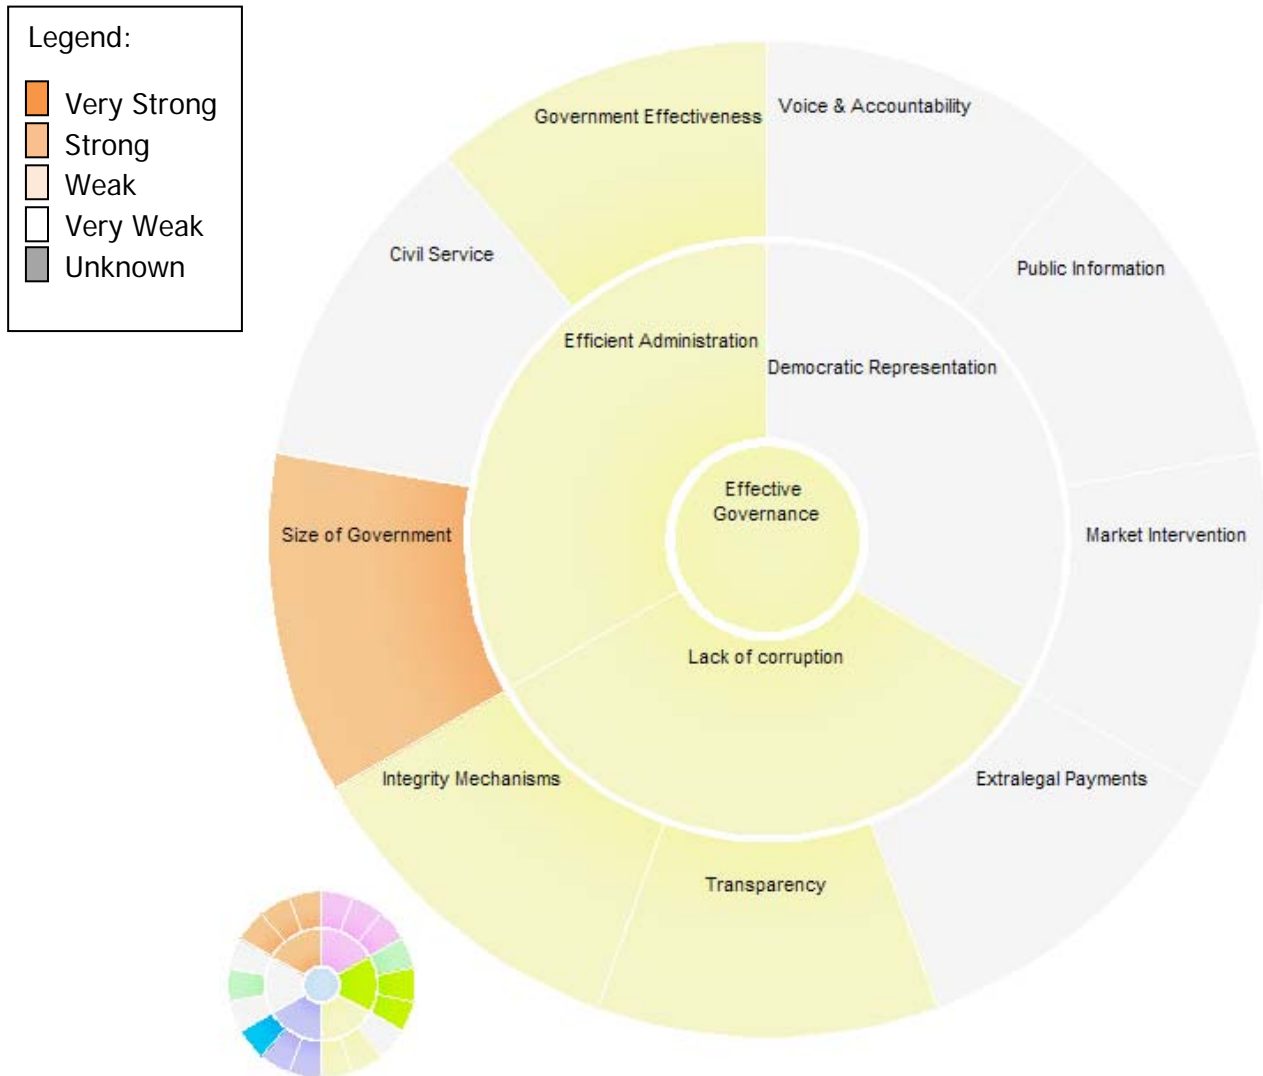 Legend:
Very Strong
Strong
Weak
Very Weak
Unknown
Government Effectiveness
Voice & Accountability
Civil Service
Public Information
Efficient Administration
Democratic Representation
Effective
Governance
Size of Government
Market Intervention
Lack of corruption
Integrity Mechanisms
Extralegal Payments
Transparency